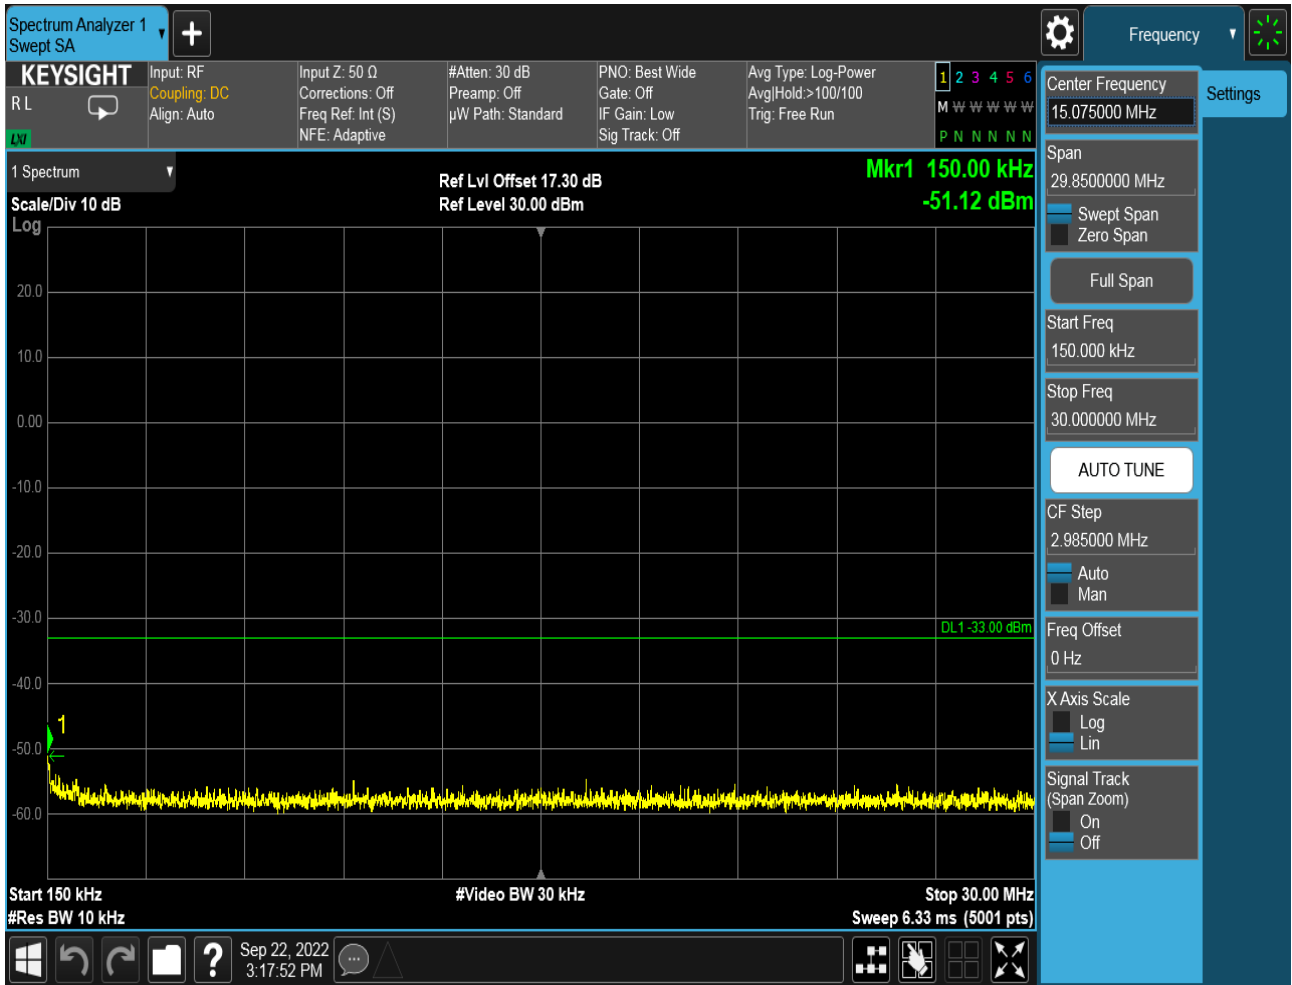 Spectrum Analyzer 1
Swept SA
Frequency
KEYSIGHT
R L
LXI
Input: RF
Coupling: DC
Align: Auto
Input Z: 50 Ω
Corrections: Off
Freq Ref: Int (S)
NFE: Adaptive
#Atten: 30 dB
Preamp: Off
µW Path: Standard
PNO: Best Wide
Gate: Off
IF Gain: Low
Sig Track: Off
Avg Type: Log-Power
Avg|Hold:>100/100
Trig: Free Run
1 2 3 4 5 6
M W W W W W
P N N N N N
1 Spectrum
Scale/Div 10 dB
Log
Ref Lvl Offset 17.30 dB
Ref Level 30.00 dBm
Mkr1 150.00 kHz
-51.12 dBm
20.0
10.0
0.00
-10.0
-20.0
-30.0
DL1 -33.00 dBm
-40.0
1
-50.0
-60.0
Start 150 kHz
#Video BW 30 kHz
Stop 30.00 MHz
#Res BW 10 kHz
Sweep 6.33 ms (5001 pts)
Sep 22, 2022
3:17:52 PM
Center Frequency
15.075000 MHz
Settings
Span
29.8500000 MHz
Swept Span
Zero Span
Full Span
Start Freq
150.000 kHz
Stop Freq
30.000000 MHz
AUTO TUNE
CF Step
2.985000 MHz
Auto
Man
Freq Offset
0 Hz
X Axis Scale
Log
Lin
Signal Track
(Span Zoom)
On
Off